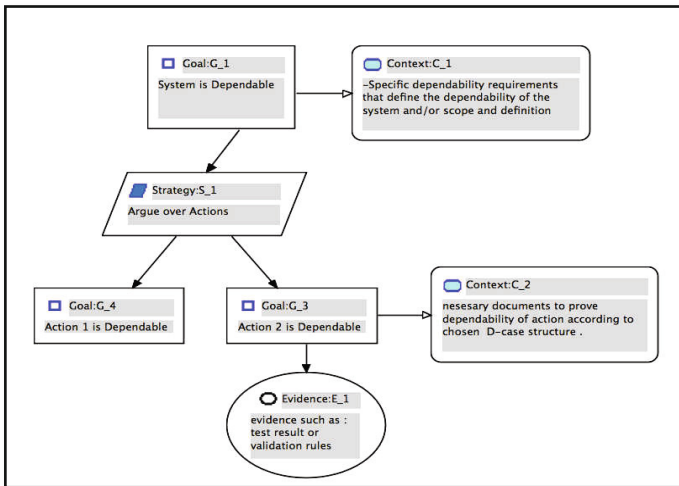 Goal:G_1
System is Dependable
Context:C_1
-Specific dependability requirements
that define the dependability of the
system and/or scope and definition
Strategy:S_1
Argue over Actions
Goal:G_4
Action 1 is Dependable
Goal:G_3
Action 2 is Dependable
Context:C_2
nesesary documents to prove
dependability of action according to
chosen D-case structure .
Evidence:E_1
evidence such as :
test result or
validation rules